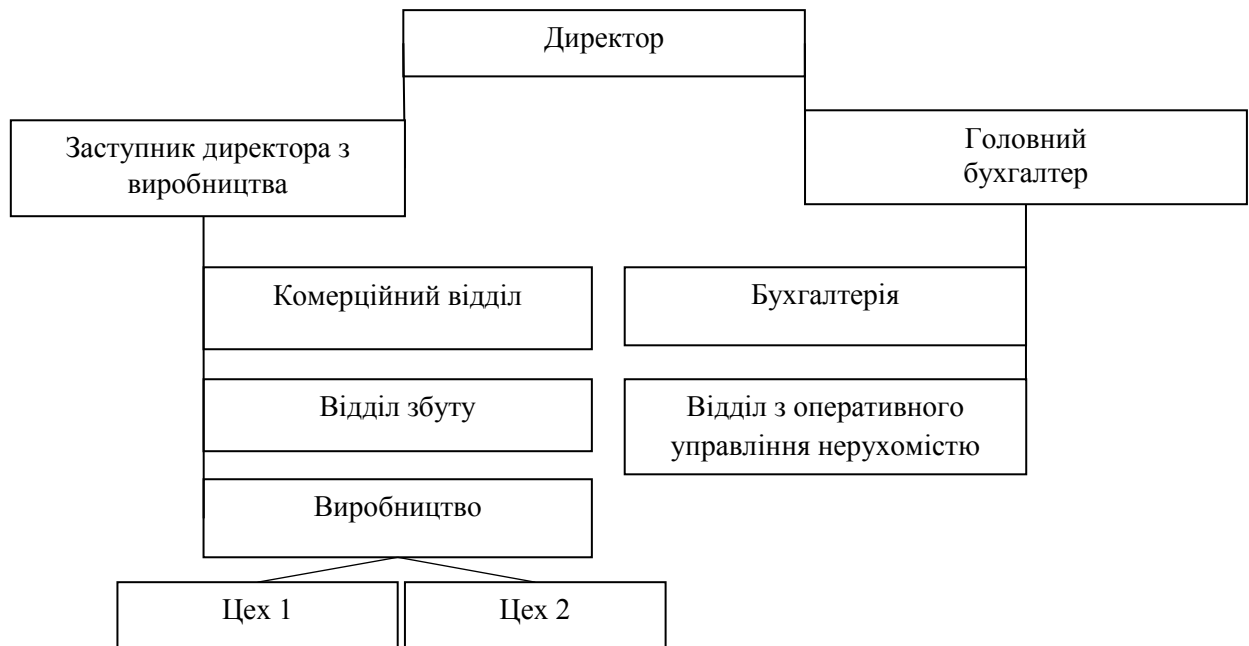 Директор
Заступник директора з
виробництва
Головний
бухгалтер
Комерційний відділ
Бухгалтерія
Відділ збуту
Відділ з оперативного
управління нерухомістю
Виробництво
Цех 1
Цех 2